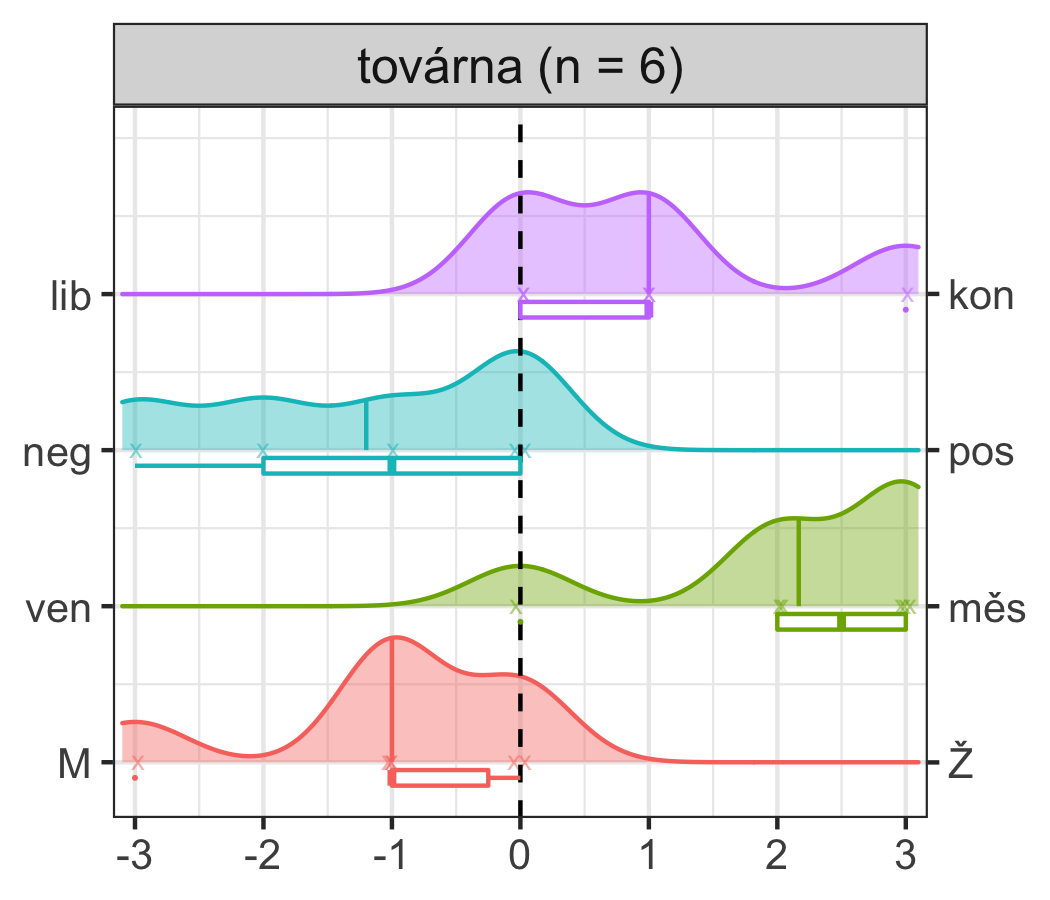 továrna (n = 6)
lib kon
neg pos
ven měs
M Ž
-3 -2 -1 0 1 2 3